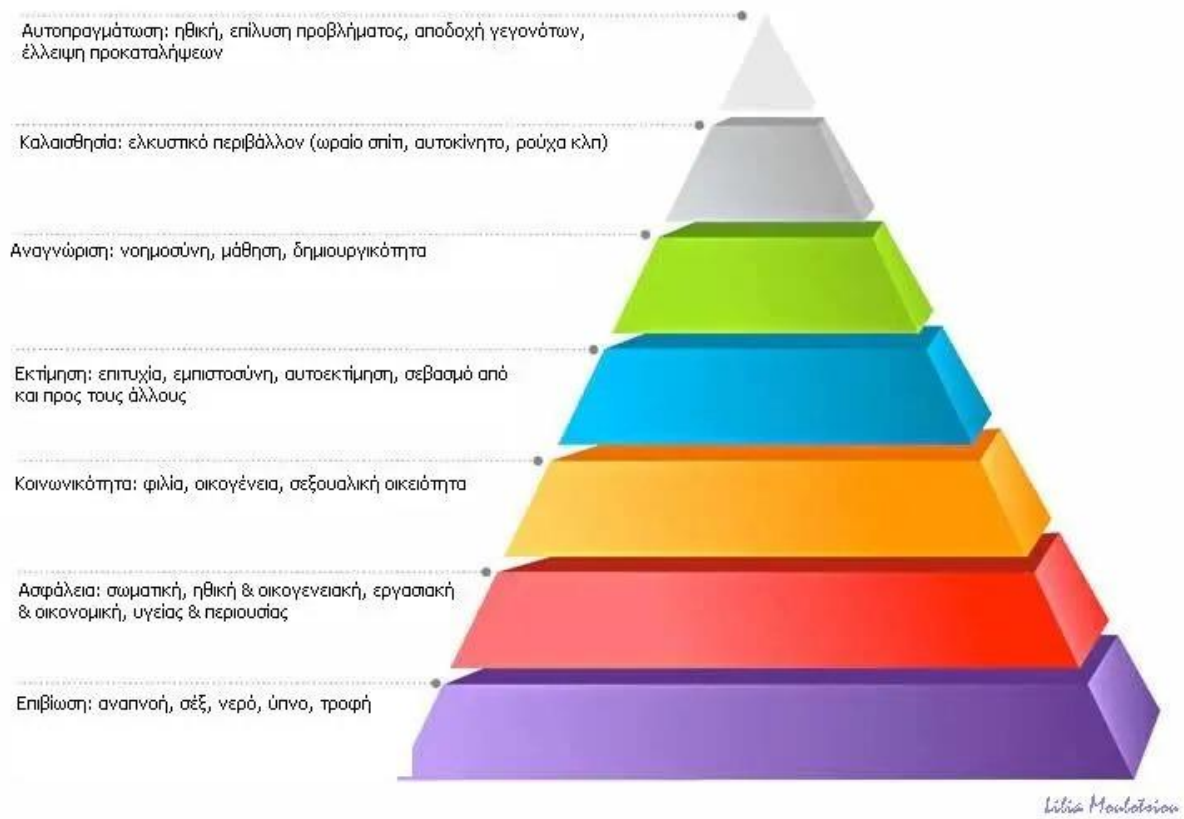 Αυτοπραγμάτωση: ηθική, επίλυση προβλήματος, αποδοχή γεγονότων,
έλλειψη προκαταλήψεων
Καλαισθησία: ελκυστικό περιβάλλον (ωραίο σπίτι, αυτοκίνητο, ρούχα κλπ)
Αναγνώριση: νοημοσύνη, μάθηση, δημιουργικότητα
Εκτίμηση: επιτυχία, εμπιστοσύνη, αυτοεκτίμηση, σεβασμό από
και προς τους άλλους
Κοινωνικότητα: φιλία, οικογένεια, σεξουαλική οικειότητα
Ασφάλεια: σωματική, ηθική & οικογενειακή, εργασιακή
& οικονομική, υγείας & περιουσίας
Επιβίωση: αναπνοή, σέξ, νερό, ύπνο, τροφή
Lilia Moulotsiou